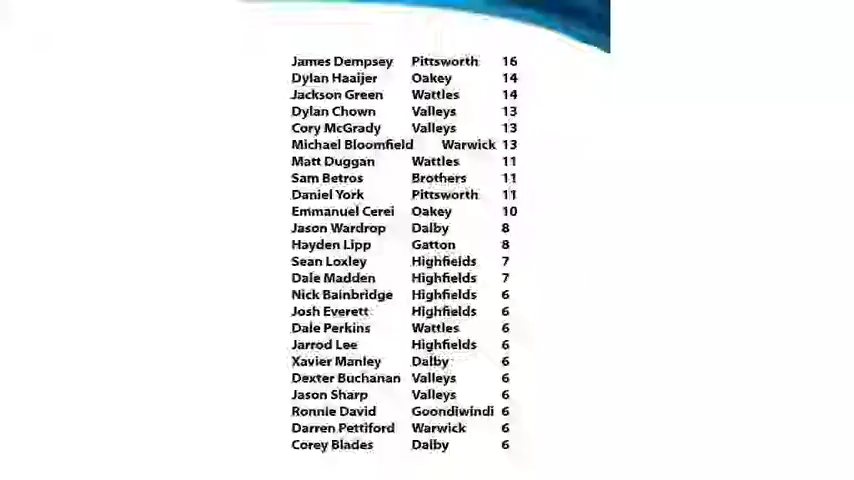 James Dempsey Pittsworth 16
Dylan Haaijer Oakey 14
Jackson Green Wattles 14
Dylan Chown Valleys 13
Cory McGrady Valleys 13
Michael Bloomfield Warwick 13
Matt Duggan Wattles 11
Sam Betros Brothers 11
Daniel York Pittsworth 11
Emmanuel Cerei Oakey 10
Jason Wardrop Dalby 8
Hayden Lipp Gatton 8
Sean Loxley Highfields 7
Dale Madden Highfields 7
Nick Bainbridge Highfields 6
Josh Everett Highfields 6
Dale Perkins Wattles 6
Jarrod Lee Highfields 6
Xavier Manley Dalby 6
Dexter Buchanan Valleys 6
Jason Sharp Valleys 6
Ronnie David Goondiwindi 6
Darren Pettiford Warwick 6
Corey Blades Dalby 6